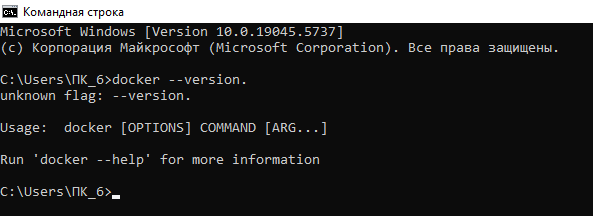 Командная строка
Microsoft Windows [Version 10.0.19045.5737]
(c) Корпорация Майкрософт (Microsoft Corporation). Все права защищены.
C:\Users\ПК_6>docker --version.
unknown flag: --version.
Usage:  docker [OPTIONS] COMMAND [ARG...]
Run 'docker --help' for more information
C:\Users\ПК_6>